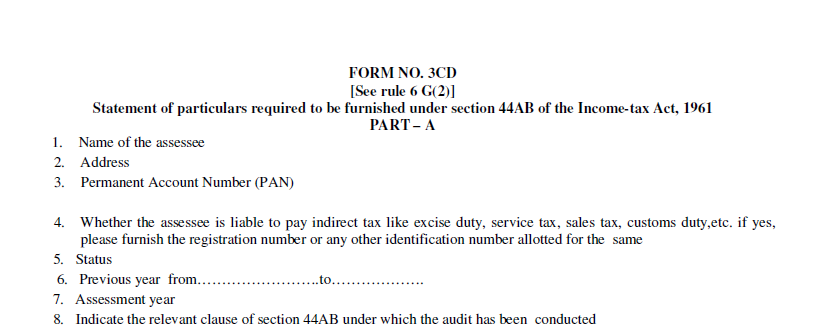 FORM NO. 3CD
[See rule 6 G(2)]
Statement of particulars required to be furnished under section 44AB of the Income-tax Act, 1961
PART – A
1. Name of the assessee
2. Address
3. Permanent Account Number (PAN)
4. Whether the assessee is liable to pay indirect tax like excise duty, service tax, sales tax, customs duty,etc. if yes,
please furnish the registration number or any other identification number allotted for the same
5. Status
6. Previous year from……………………..to……………….
7. Assessment year
8. Indicate the relevant clause of section 44AB under which the audit has been conducted